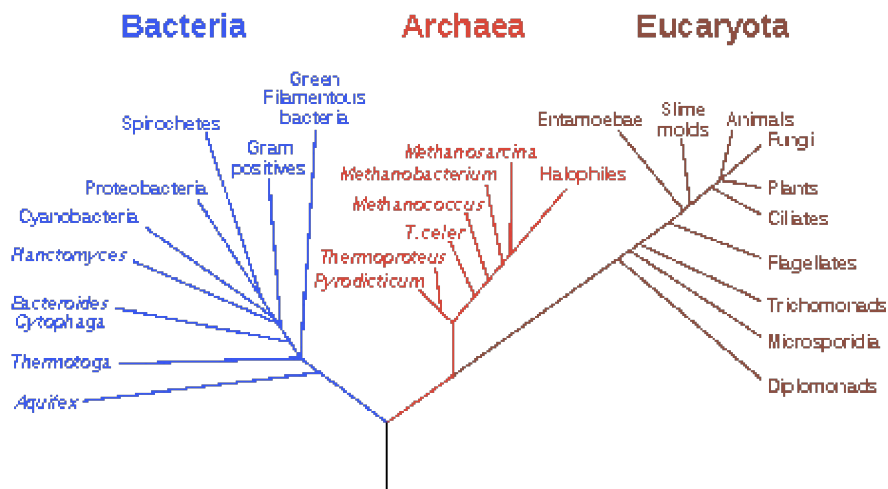 Bacteria
Archaea
Eucaryota
Green
Filamentous
bacteria
Spirochetes
Gram
positives
Proteobacteria
Cyanobacteria
Planctomyces
Bacteroides
Cytophaga
Thermotoga
Aquifex
Methanosarcina
Methanobacterium
Halophiles
Methanococcus
T. celer
Thermoproteus
Pyrodicticum
Entamoebae
Slime
molds
Animals
Fungi
Plants
Ciliates
Flagellates
Trichomonads
Microsporidia
Diplomonads